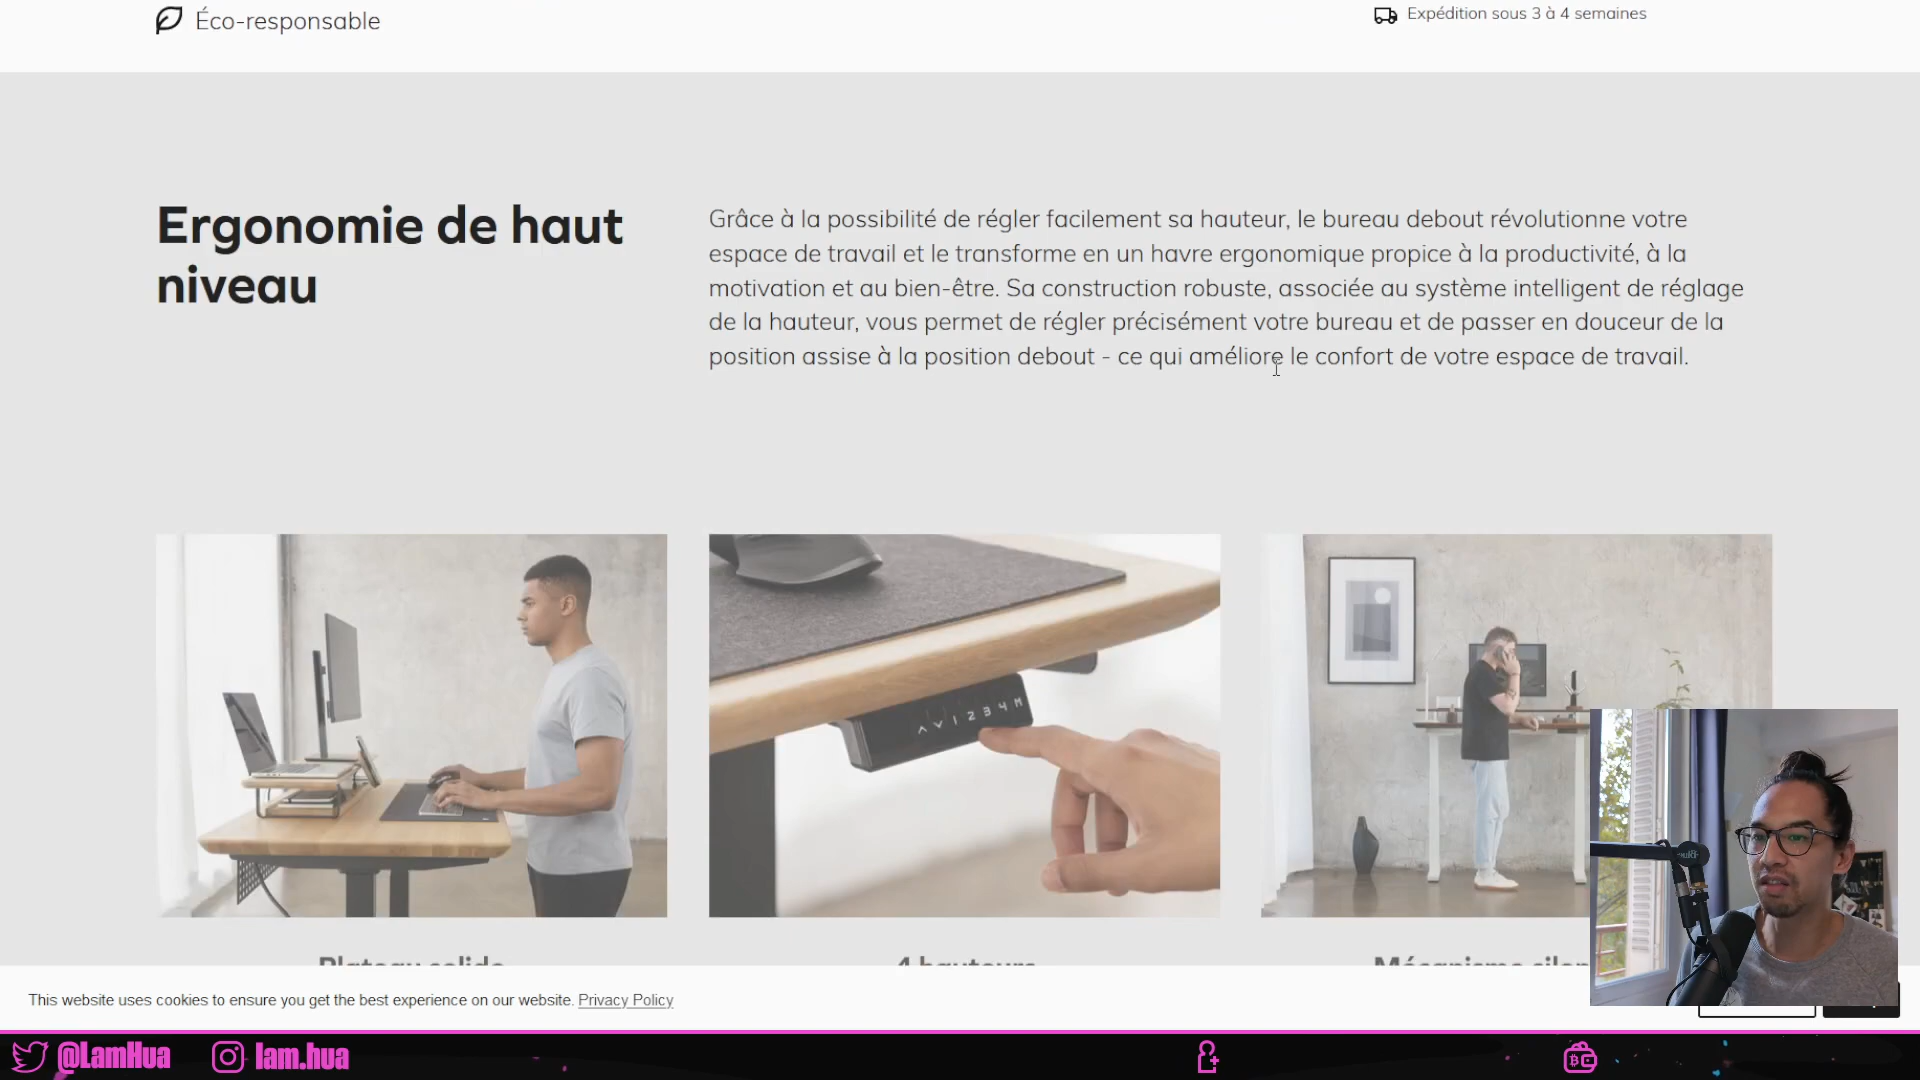 Éco-responsable
Expédition sous 3 à 4 semaines
Ergonomie de haut
niveau
Grâce à la possibilité de régler facilement sa hauteur, le bureau debout révolutionne votre
espace de travail et le transforme en un havre ergonomique propice à la productivité, à la
motivation et au bien-être. Sa construction robuste, associée au système intelligent de réglage
de la hauteur, vous permet de régler précisément votre bureau et de passer en douceur de la
position assise à la position debout - ce qui améliore le confort de votre espace de travail.
1 2 3 4 M
Plateau solide
4 hauteurs
This website uses cookies to ensure you get the best experience on our website. Privacy Policy
@LamHua
lam.hua